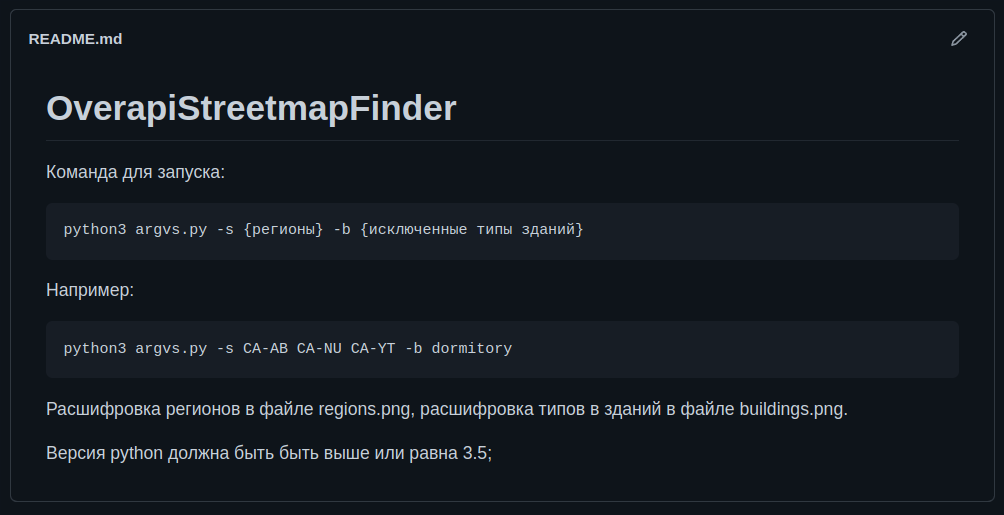 README.md
OverapiStreetmapFinder
Команда для запуска:
python3 argvs.py -s {регионы} -b {исключенные типы зданий}
Например:
python3 argvs.py -s CA-AB CA-NU CA-YT -b dormitory
Расшифровка регионов в файле regions.png, расшифровка типов в зданий в файле buildings.png.
Версия python должна быть быть выше или равна 3.5;